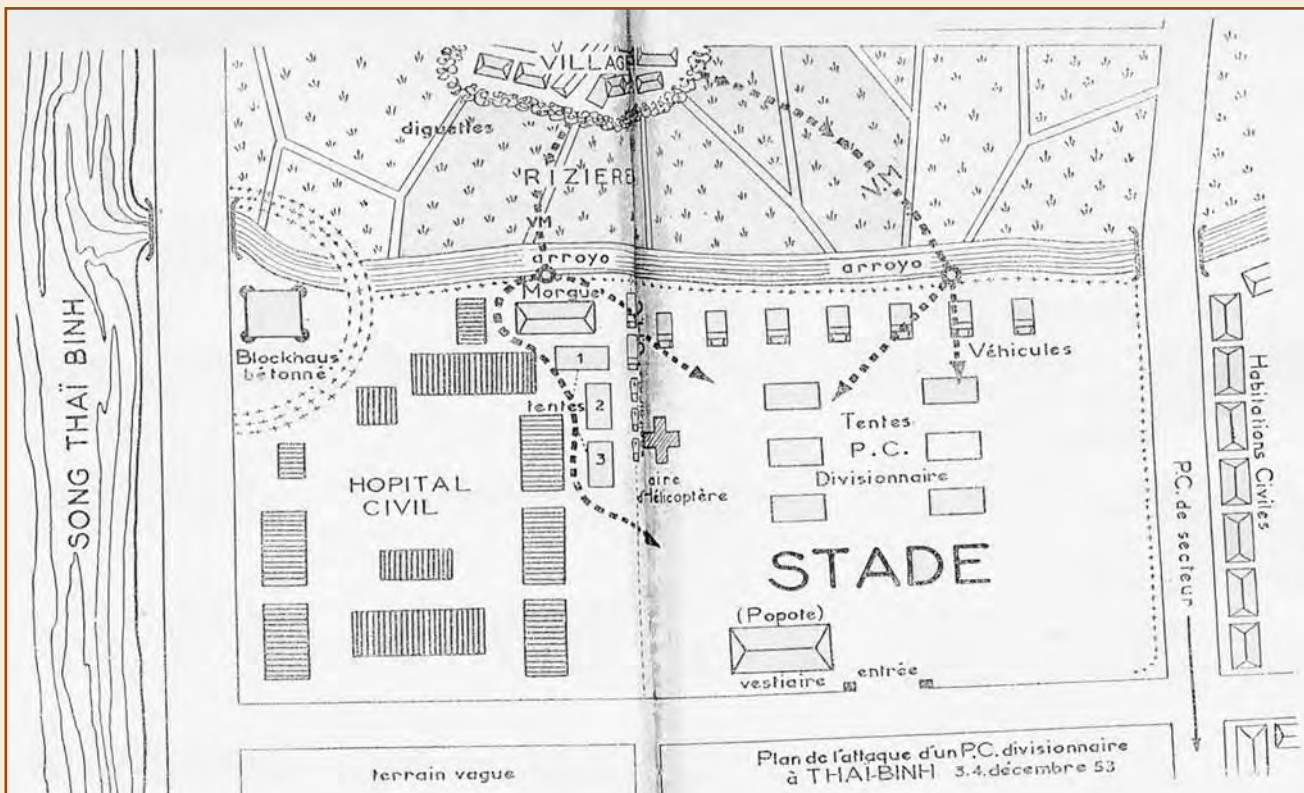 VILLAGE
diguettes
RIZIERE
V.M
VM
arroyo
arroyo
Morgue
Blockhaus
bétonné
1
tentes
2
3
Véhicules
Tentes
P.C.
Divisionnaire
aire
d'Hélicoptère
HOPITAL
CIVIL
SONG THAÏ BINH
STADE
(Popote)
vestiaire
entrée
P.C. de secteur
Habitations Civiles
terrain vague
Plan de l'attaque d'un P.C. divisionnaire
à THAI-BINH 3.4. décembre 53